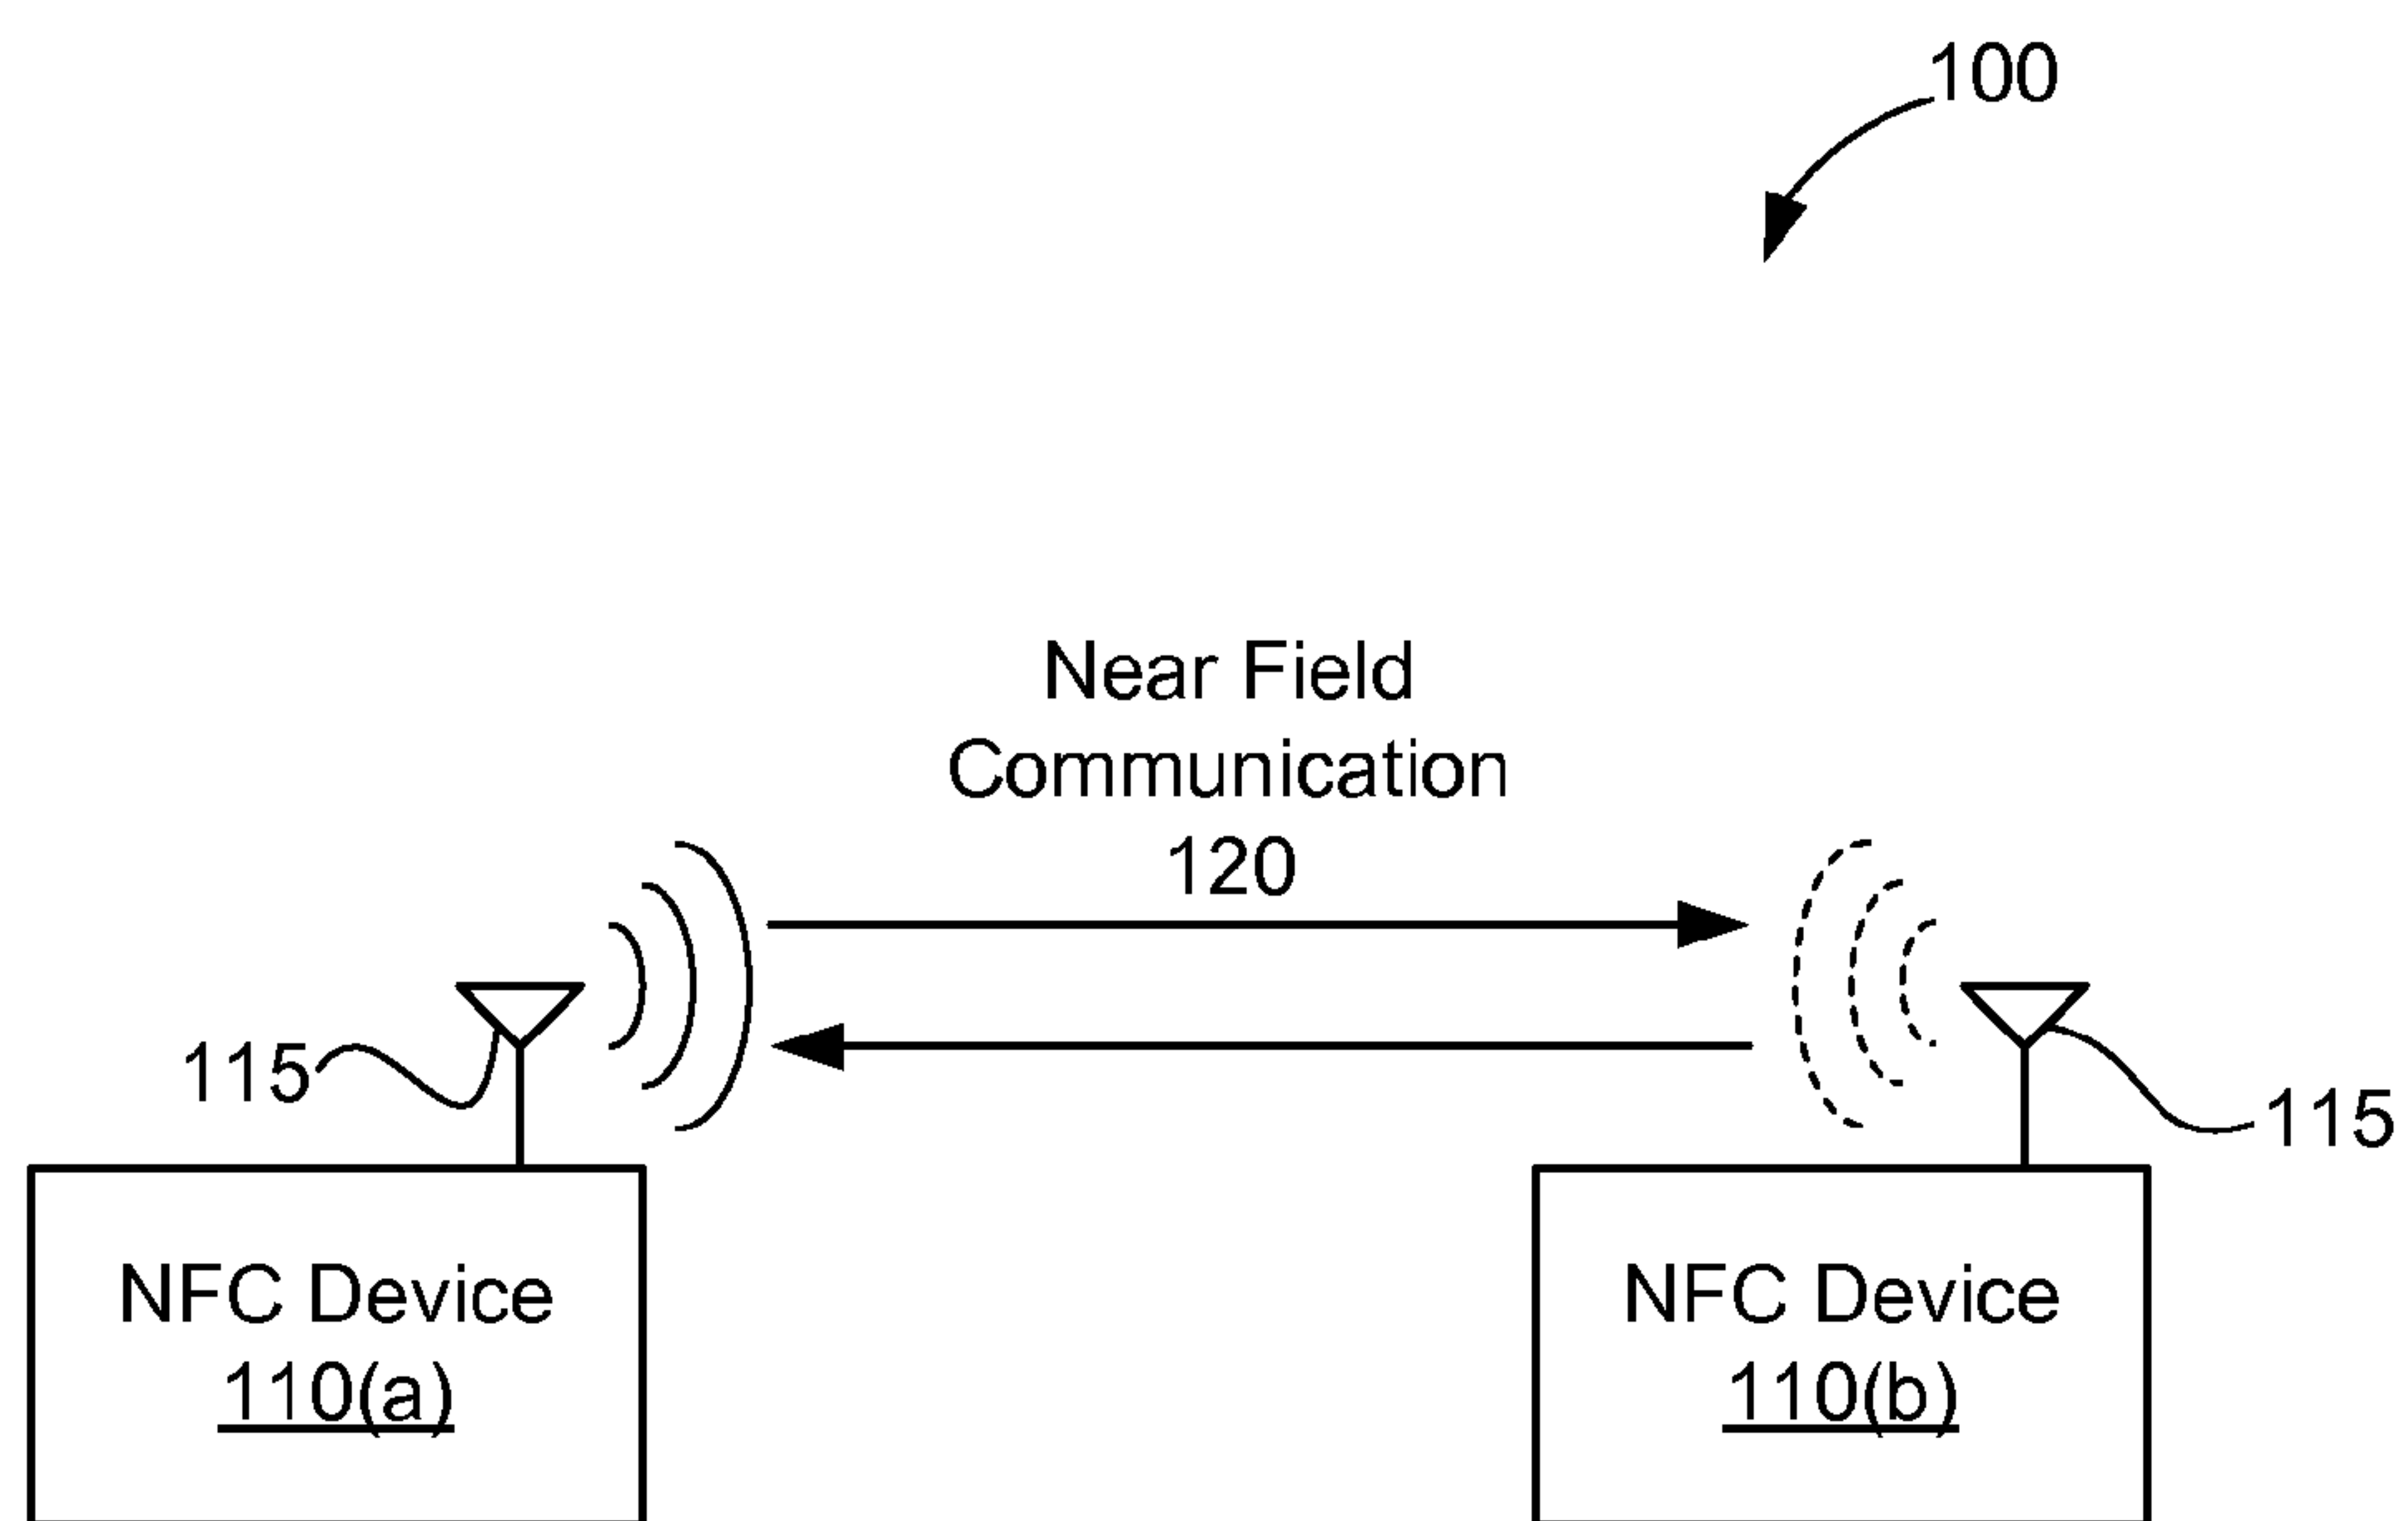 100
Near Field
Communication
120
115
115
NFC Device
110(a)
NFC Device
110(b)